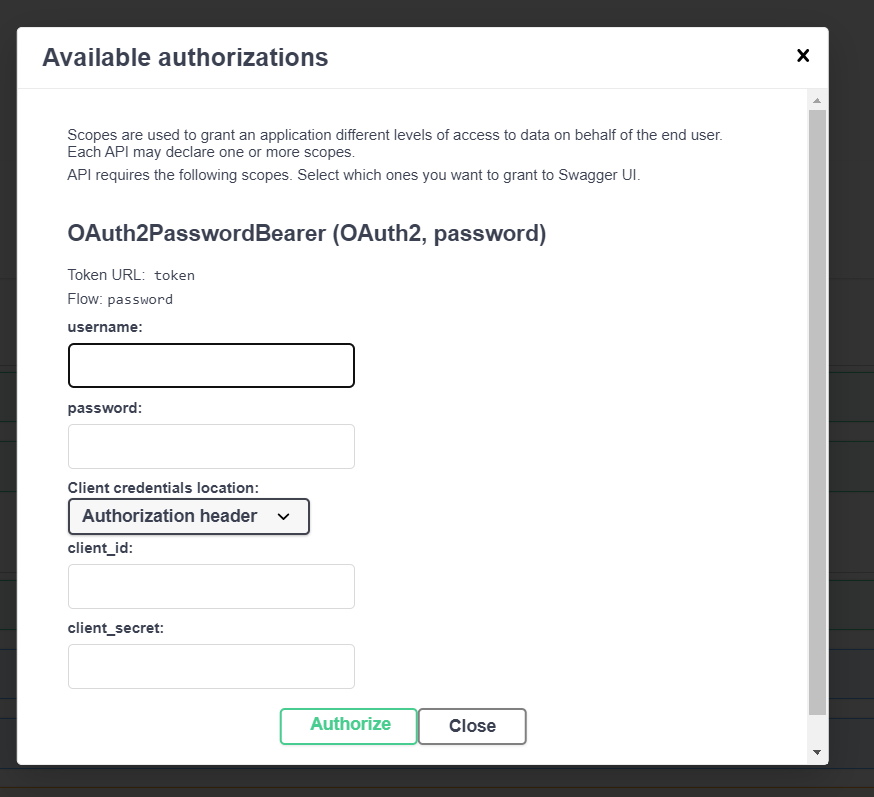 Available authorizations
Scopes are used to grant an application different levels of access to data on behalf of the end user.
Each API may declare one or more scopes.
API requires the following scopes. Select which ones you want to grant to Swagger UI.
OAuth2PasswordBearer (OAuth2, password)
Token URL: token
Flow: password
username:
password:
Client credentials location:
Authorization header
client_id:
client_secret:
Authorize
Close